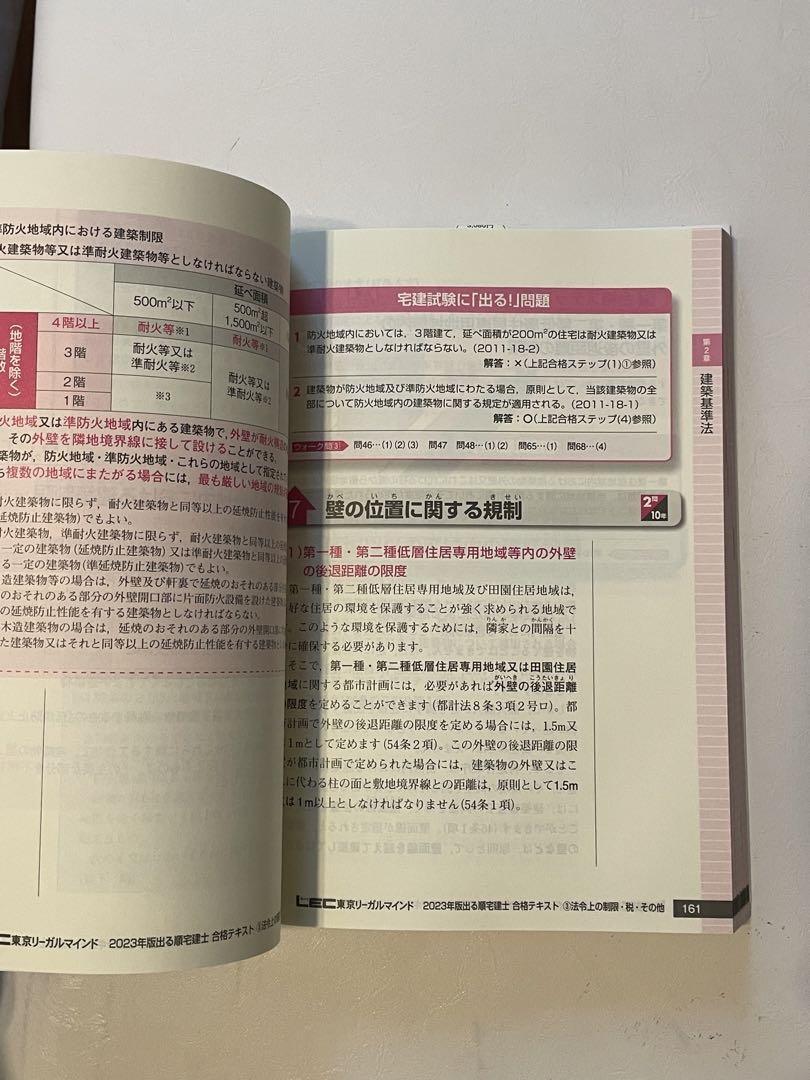 準防火地域内における建築制限
火建築物等又は準耐火建築物等としなければならない建築物
延べ面積
500m²以下
500m²超
1,500m²以下
(地階を除く)
階数
4階以上
耐火等※1
耐火等※1
3階
耐火等又は
準耐火等※2
耐火等又は
準耐火等※2
2階
※3
1階
火地域又は準防火地域内にある建築物で,外壁が耐火構造
その外壁を隣地境界線に接して設けることができる.
築物が,防火地域・準防火地域・これらの地域として指定され
ら複数の地域にまたがる場合には,最も厳しい地域の規制
耐火建築物に限らず,耐火建築物と同等以上の延焼防止性能を
延焼防止建築物)でもよい。
火建築物,準耐火建築物に限らず,耐火建築物と同等以上の
一定の建築物(延焼防止建築物)又は準耐火建築物と同等以上の
る一定の建築物(準延焼防止建築物)でもよい。
造建築物等の場合は,外壁及び軒裏で延焼のおそれのある部分
のおそれのある部分の外壁開口部に片面防火設備を設けた建築物
の延焼防止性能を有する建築物としなければならない。
木造建築物の場合は,延焼のおそれのある部分の外壁開口部に
た建築物又はそれと同等以上の延焼防止性能を有する建築物
東京リーガルマインド 2023年版出る順宅建士 合格テキスト ③法令上の
宅建試験に「出る!」問題
1 防火地域内においては,3階建て,延べ面積が200m²の住宅は耐火建築物又は
準耐火建築物としなければならない。(2011-18-2)
解答:×(上記合格ステップ(1)①参照)
2 建築物が防火地域及び準防火地域にわたる場合,原則として,当該建築物の全
部について防火地域内の建築物に関する規定が適用される。(2011-18-1)
解答:○(上記合格ステップ(4)参照)
ウォーク問③ 問46…(1)(2)(3) 問47 問48…(1)(2) 問65…(1) 問68…(4)
7 壁の位置に関する規制
2問
10年
1)第一種・第二種低層住居専用地域等内の外壁
の後退距離の限度
第一種・第二種低層住居専用地域及び田園住居地域は,
好な住居の環境を保護することが強く求められる地域で
。このような環境を保護するためには,隣家との間隔を十
に確保する必要があります。
そこで,第一種・第二種低層住居専用地域又は田園住居
域に関する都市計画には,必要があれば外壁の後退距離
の限度を定めることができます(都計法8条3項2号ロ)。都
計画で外壁の後退距離の限度を定める場合には,1.5m又
1mとして定めます(54条2項)。この外壁の後退距離の限
が都市計画で定められた場合には,建築物の外壁又はこ
に代わる柱の面と敷地境界線との距離は,原則として1.5m
は1m以上としなければなりません(54条1項)。
第2章
建築基準法
LEC東京リーガルマインド 2023年版出る順宅建士 合格テキスト ③法令上の制限・税・その他 161